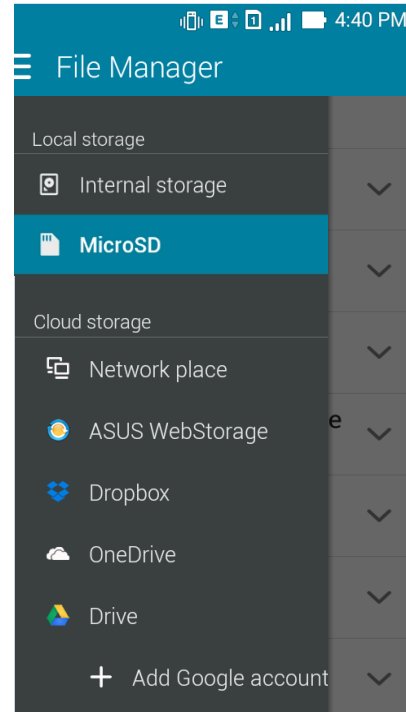 E 1 4:40 PM
File Manager
Local storage
Internal storage
MicroSD
Cloud storage
Network place
e
ASUS WebStorage
Dropbox
OneDrive
Drive
+ Add Google account